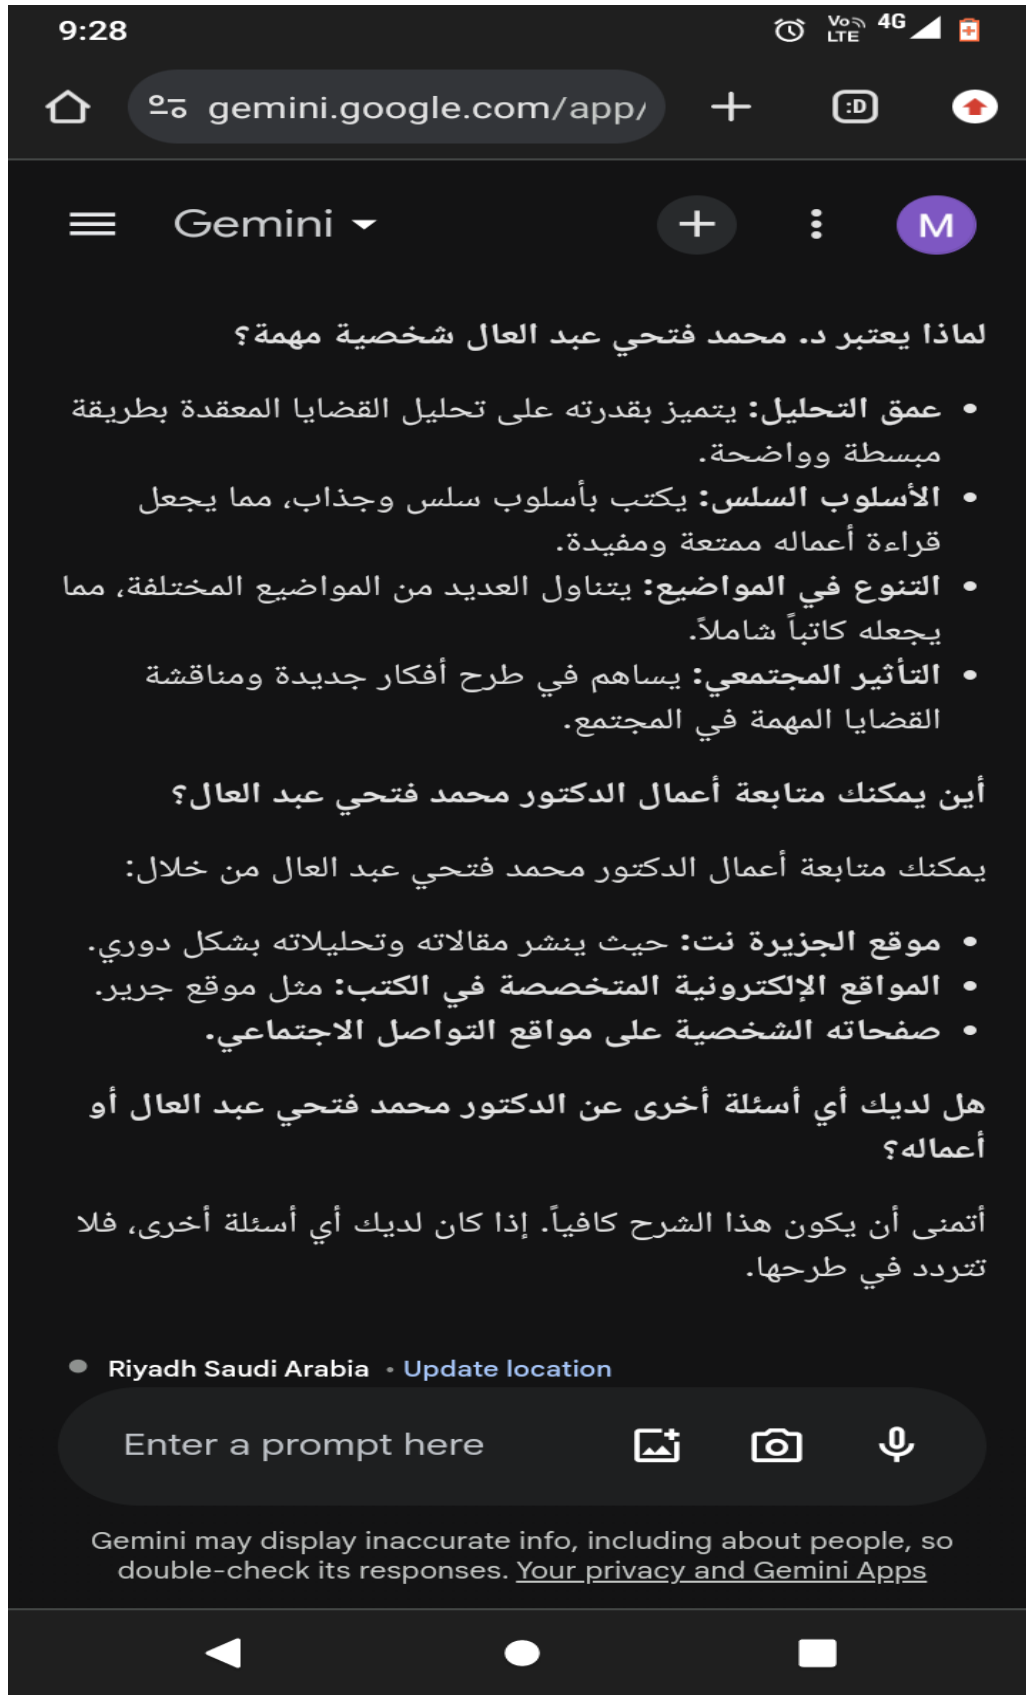 9:28
Vo LTE 4G
gemini.google.com/app/
:D
Gemini
M
لماذا يعتبر د. محمد فتحي عبد العال شخصية مهمة؟
• عمق التحليل: يتميز بقدرته على تحليل القضايا المعقدة بطريقة
مبسطة وواضحة.
• الأسلوب السلس: يكتب بأسلوب سلس وجذاب، مما يجعل
قراءة أعماله ممتعة ومفيدة.
• التنوع في المواضيع: يتناول العديد من المواضيع المختلفة، مما
يجعله كاتباً شاملاً.
• التأثير المجتمعي: يساهم في طرح أفكار جديدة ومناقشة
القضايا المهمة في المجتمع.
أين يمكنك متابعة أعمال الدكتور محمد فتحي عبد العال؟
يمكنك متابعة أعمال الدكتور محمد فتحي عبد العال من خلال:
• موقع الجزيرة نت: حيث ينشر مقالاته وتحليلاته بشكل دوري.
• المواقع الإلكترونية المتخصصة في الكتب: مثل موقع جرير.
• صفحاته الشخصية على مواقع التواصل الاجتماعي.
هل لديك أي أسئلة أخرى عن الدكتور محمد فتحي عبد العال أو
أعماله؟
أتمنى أن يكون هذا الشرح كافياً. إذا كان لديك أي أسئلة أخرى، فلا
تتردد في طرحها.
Riyadh Saudi Arabia • Update location
Enter a prompt here
Gemini may display inaccurate info, including about people, so
double-check its responses. Your privacy and Gemini Apps